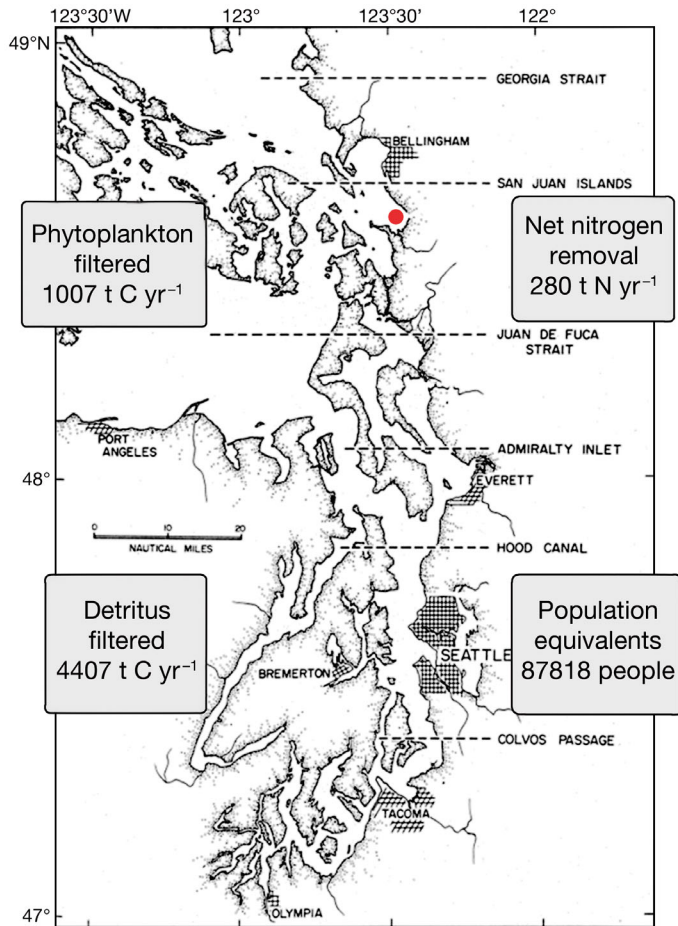 123°30'W 123° 123°30' 122°
49°N
GEORGIA STRAIT
BELLINGHAM
SAN JUAN ISLANDS
Phytoplankton
filtered
1007 t C yr⁻¹
Net nitrogen
removal
280 t N yr⁻¹
JUAN DE FUCA
STRAIT
PORT
ANGELES
ADMIRALTY INLET
48°
EVERETT
0 10 20
NAUTICAL MILES
HOOD CANAL
Detritus
filtered
4407 t C yr⁻¹
Population
equivalents
87818 people
SEATTLE
BREMERTON
COLVOS PASSAGE
TACOMA
OLYMPIA
47°